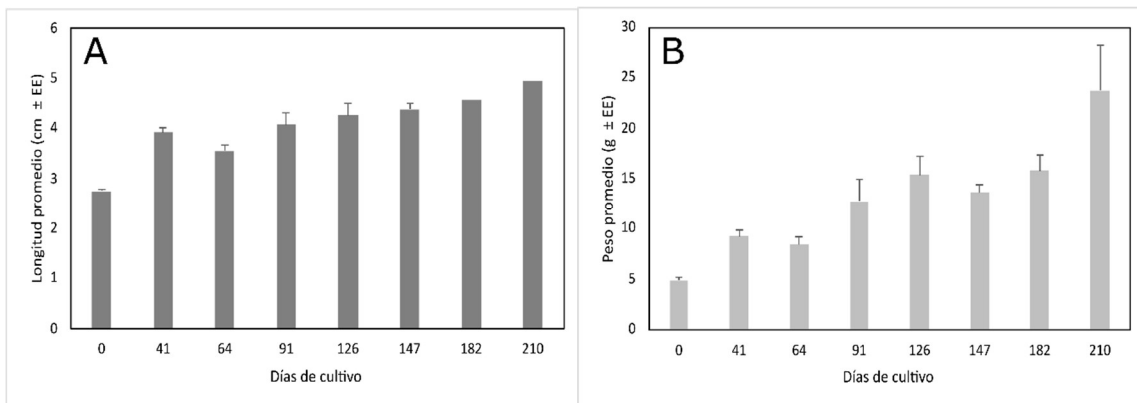 A
Longitud promedio (cm ± EE)
6
5
4
3
2
1
0
0 41 64 91 126 147 182 210
Días de cultivo
B
Peso promedio (g ± EE)
30
25
20
15
10
5
0
0 41 64 91 126 147 182 210
Días de cultivo